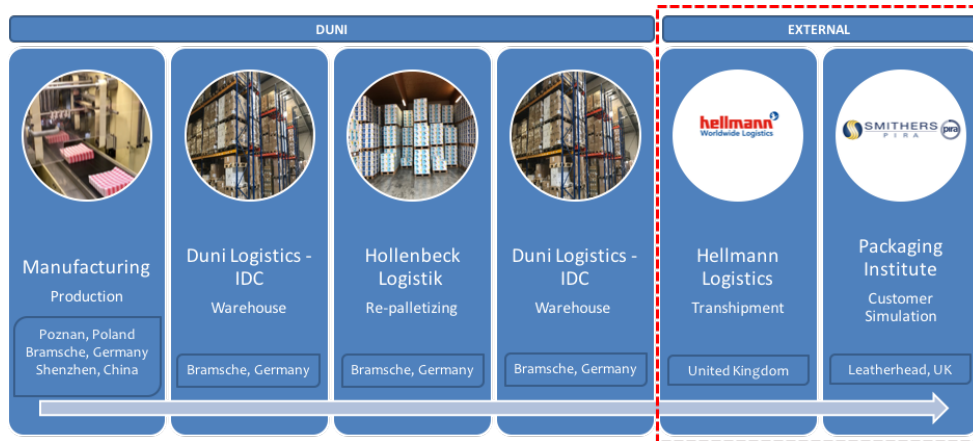 DUNI
EXTERNAL
Manufacturing
Production
Poznan, Poland
Bramsche, Germany
Shenzhen, China
Duni Logistics -
IDC
Warehouse
Bramsche, Germany
Hollenbeck
Logistik
Re-palletizing
Bramsche, Germany
Duni Logistics -
IDC
Warehouse
Bramsche, Germany
hellmann
Worldwide Logistics
Hellmann
Logistics
Transhipment
United Kingdom
SMITHERS
PIRA
pira
Packaging
Institute
Customer
Simulation
Leatherhead, UK